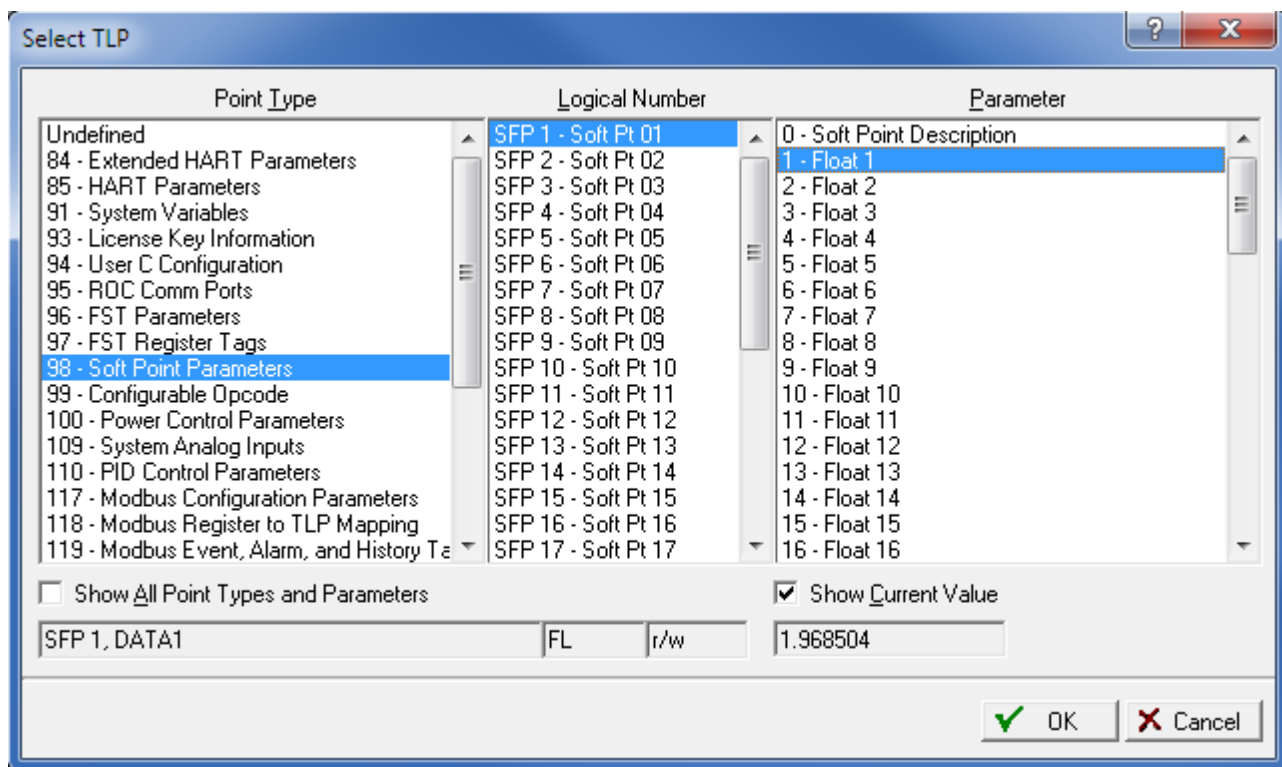 Select TLP
Point Type
Undefined
84 - Extended HART Parameters
85 - HART Parameters
91 - System Variables
93 - License Key Information
94 - User C Configuration
95 - ROC Comm Ports
96 - FST Parameters
97 - FST Register Tags
98 - Soft Point Parameters
99 - Configurable Opcode
100 - Power Control Parameters
109 - System Analog Inputs
110 - PID Control Parameters
117 - Modbus Configuration Parameters
118 - Modbus Register to TLP Mapping
119 - Modbus Event, Alarm, and History Ta
Logical Number
SFP 1 - Soft Pt 01
SFP 2 - Soft Pt 02
SFP 3 - Soft Pt 03
SFP 4 - Soft Pt 04
SFP 5 - Soft Pt 05
SFP 6 - Soft Pt 06
SFP 7 - Soft Pt 07
SFP 8 - Soft Pt 08
SFP 9 - Soft Pt 09
SFP 10 - Soft Pt 10
SFP 11 - Soft Pt 11
SFP 12 - Soft Pt 12
SFP 13 - Soft Pt 13
SFP 14 - Soft Pt 14
SFP 15 - Soft Pt 15
SFP 16 - Soft Pt 16
SFP 17 - Soft Pt 17
Parameter
0 - Soft Point Description
1 - Float 1
2 - Float 2
3 - Float 3
4 - Float 4
5 - Float 5
6 - Float 6
7 - Float 7
8 - Float 8
9 - Float 9
10 - Float 10
11 - Float 11
12 - Float 12
13 - Float 13
14 - Float 14
15 - Float 15
16 - Float 16
Show All Point Types and Parameters
Show Current Value
SFP 1, DATA1
FL
r/w
1.968504
OK
Cancel